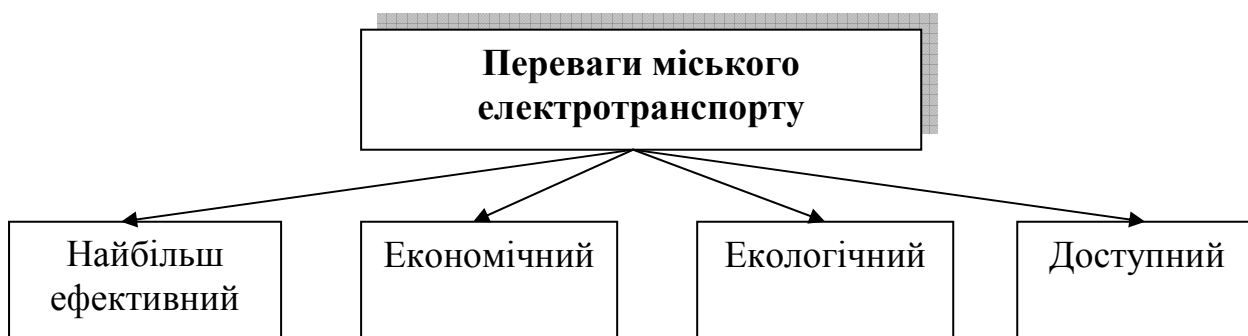 Переваги міського
електротранспорту
Найбільш
ефективний
Економічний
Екологічний
Доступний